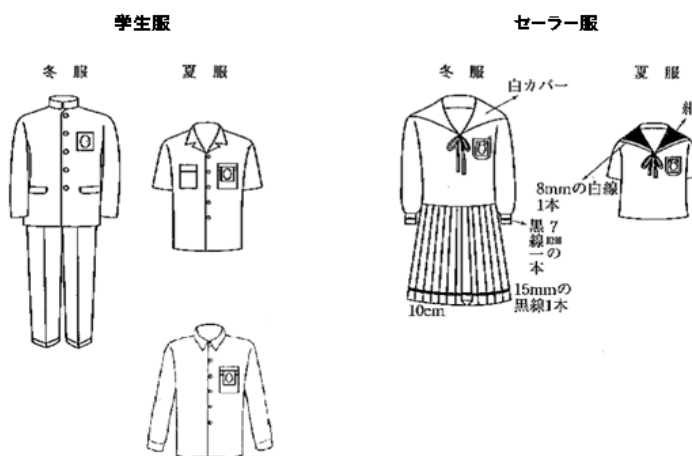 学生服
セーラー服
冬 服
夏 服
冬 服
夏 服
白カバー
8mmの白線
1本
黒線一本
7mmの
15mmの
黒線1本
10cm